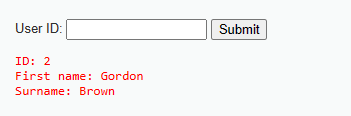 User ID: Submit
ID: 2
First name: Gordon
Surname: Brown